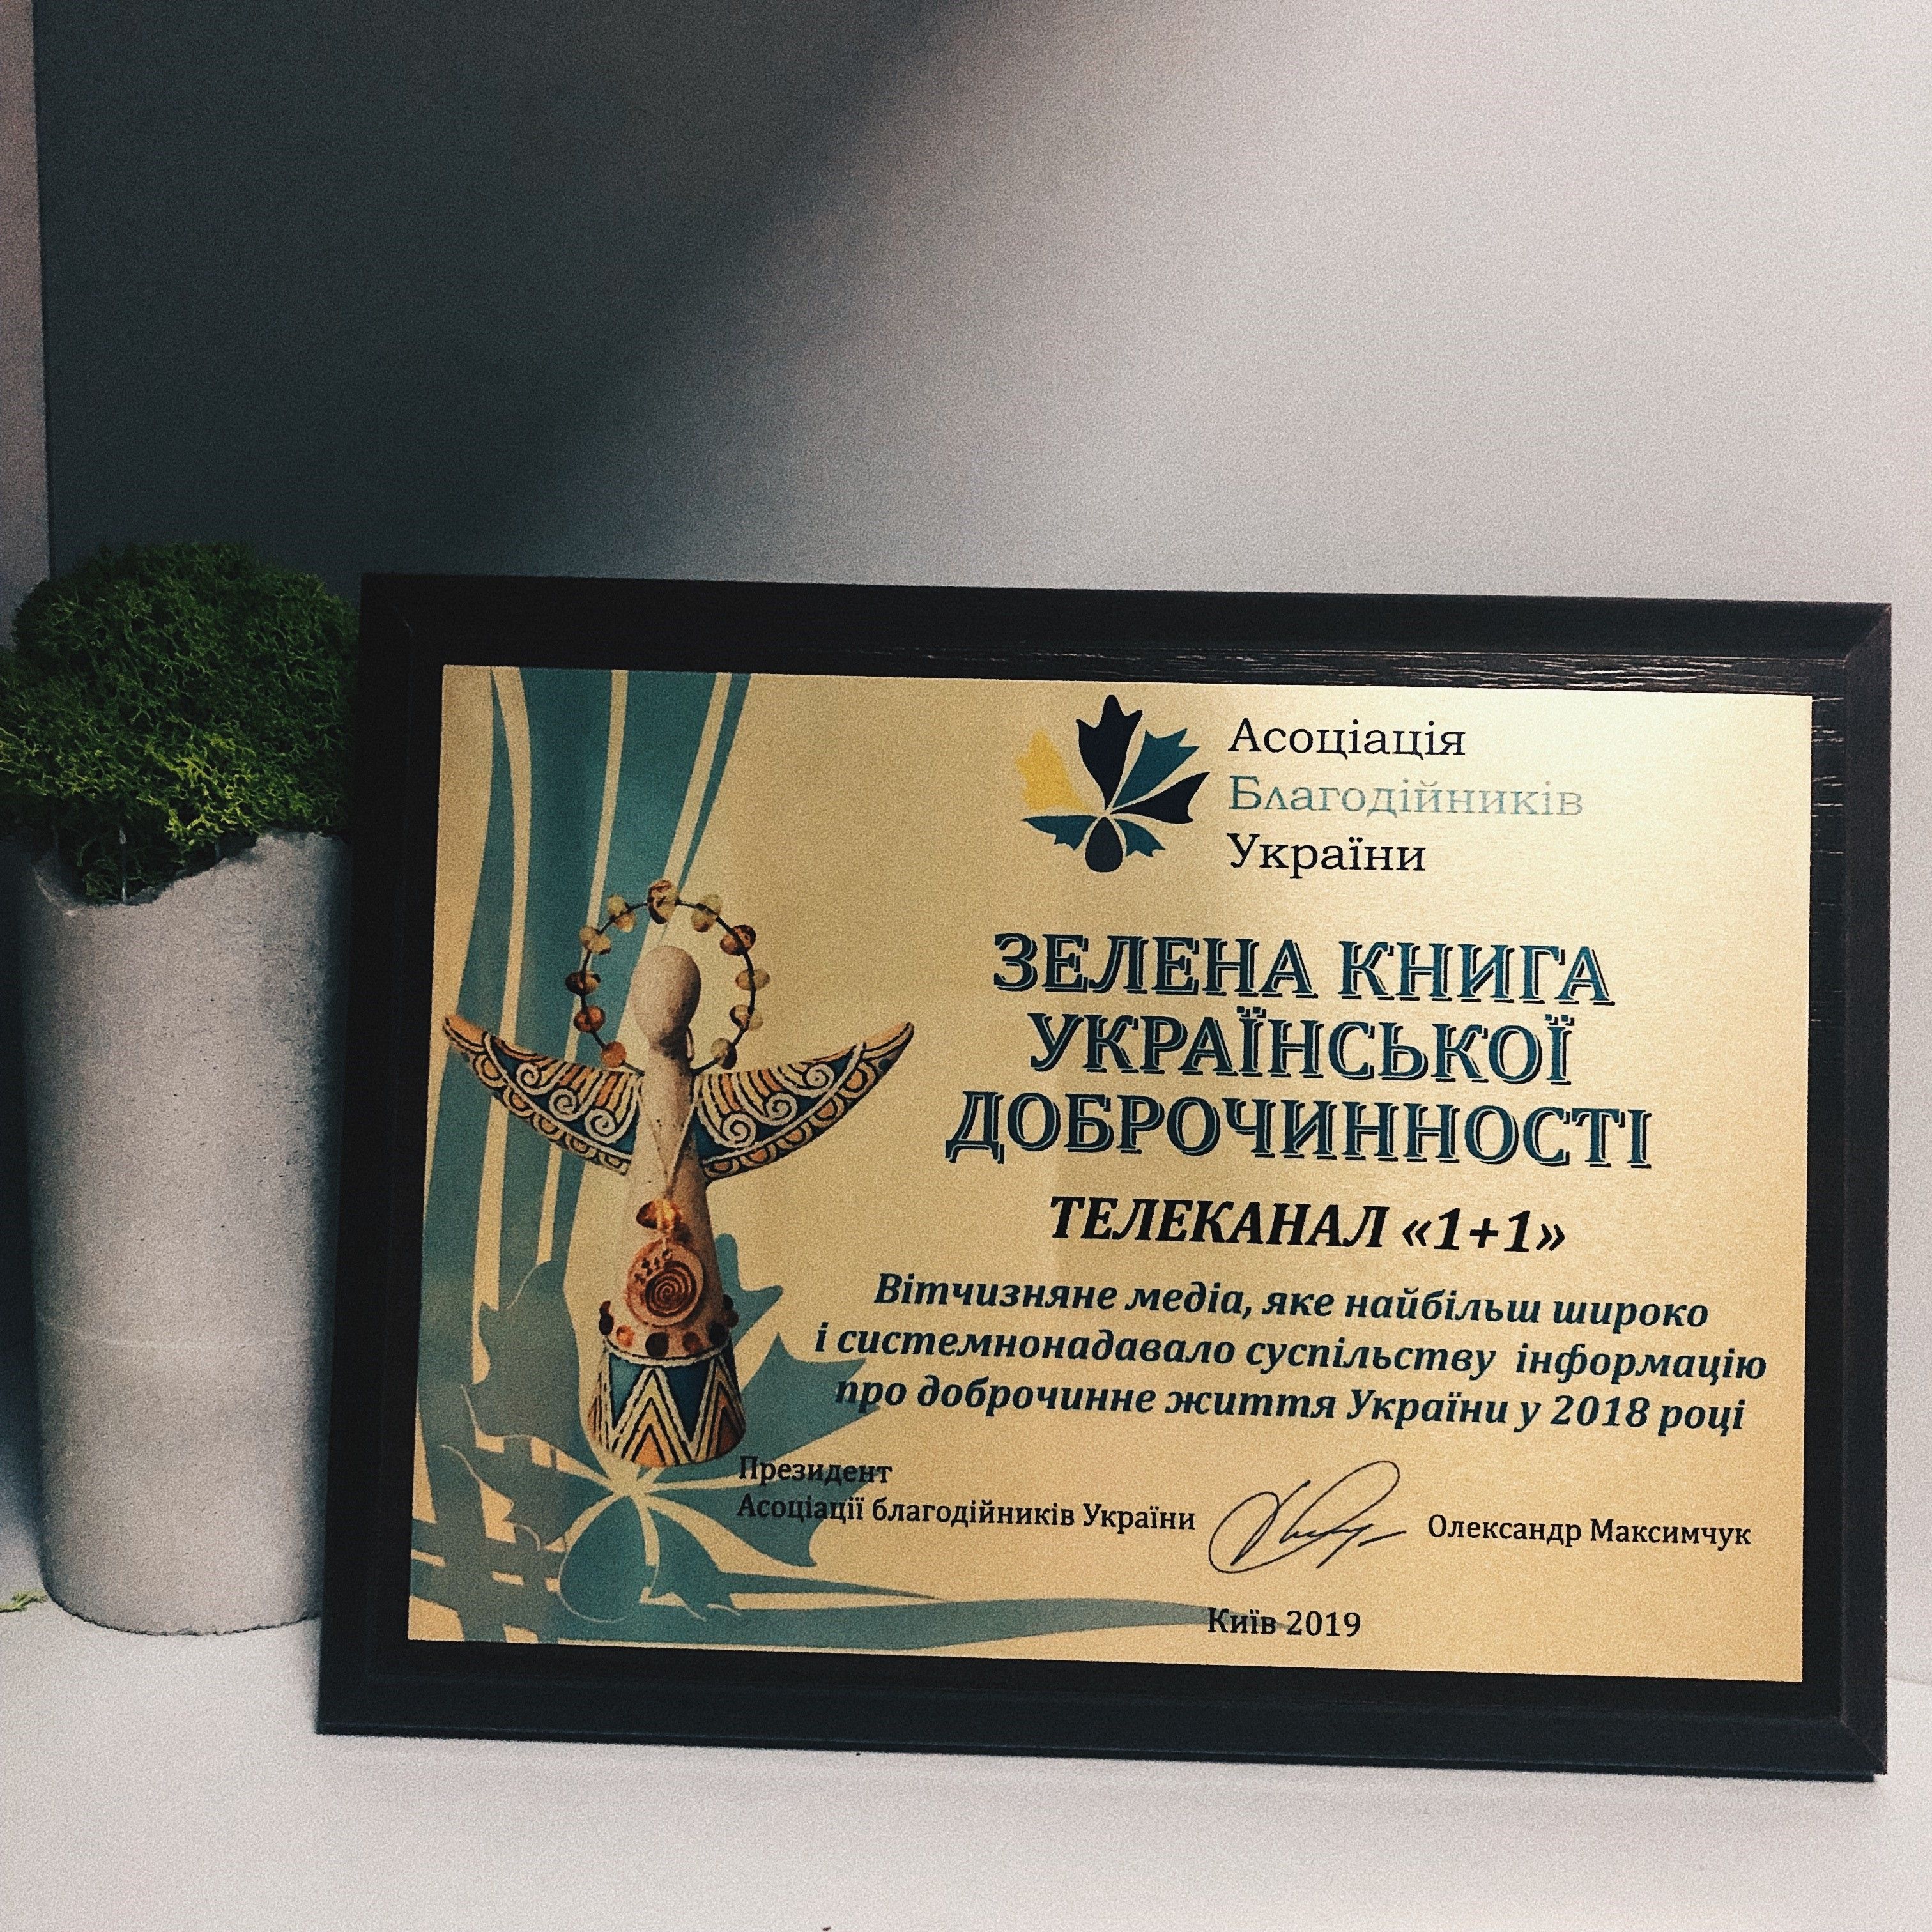 Асоціація
Благодійників
України
ЗЕЛЕНА КНИГА
УКРАЇНСЬКОЇ
ДОБРОЧИННОСТІ
ТЕЛЕКАНАЛ «1+1»
Вітчизняне медіа, яке найбільш широко
і системнонадавало суспільству інформацію
про доброчинне життя України у 2018 році
Президент
Асоціації благодійників України Олександр Максимчук
Київ 2019